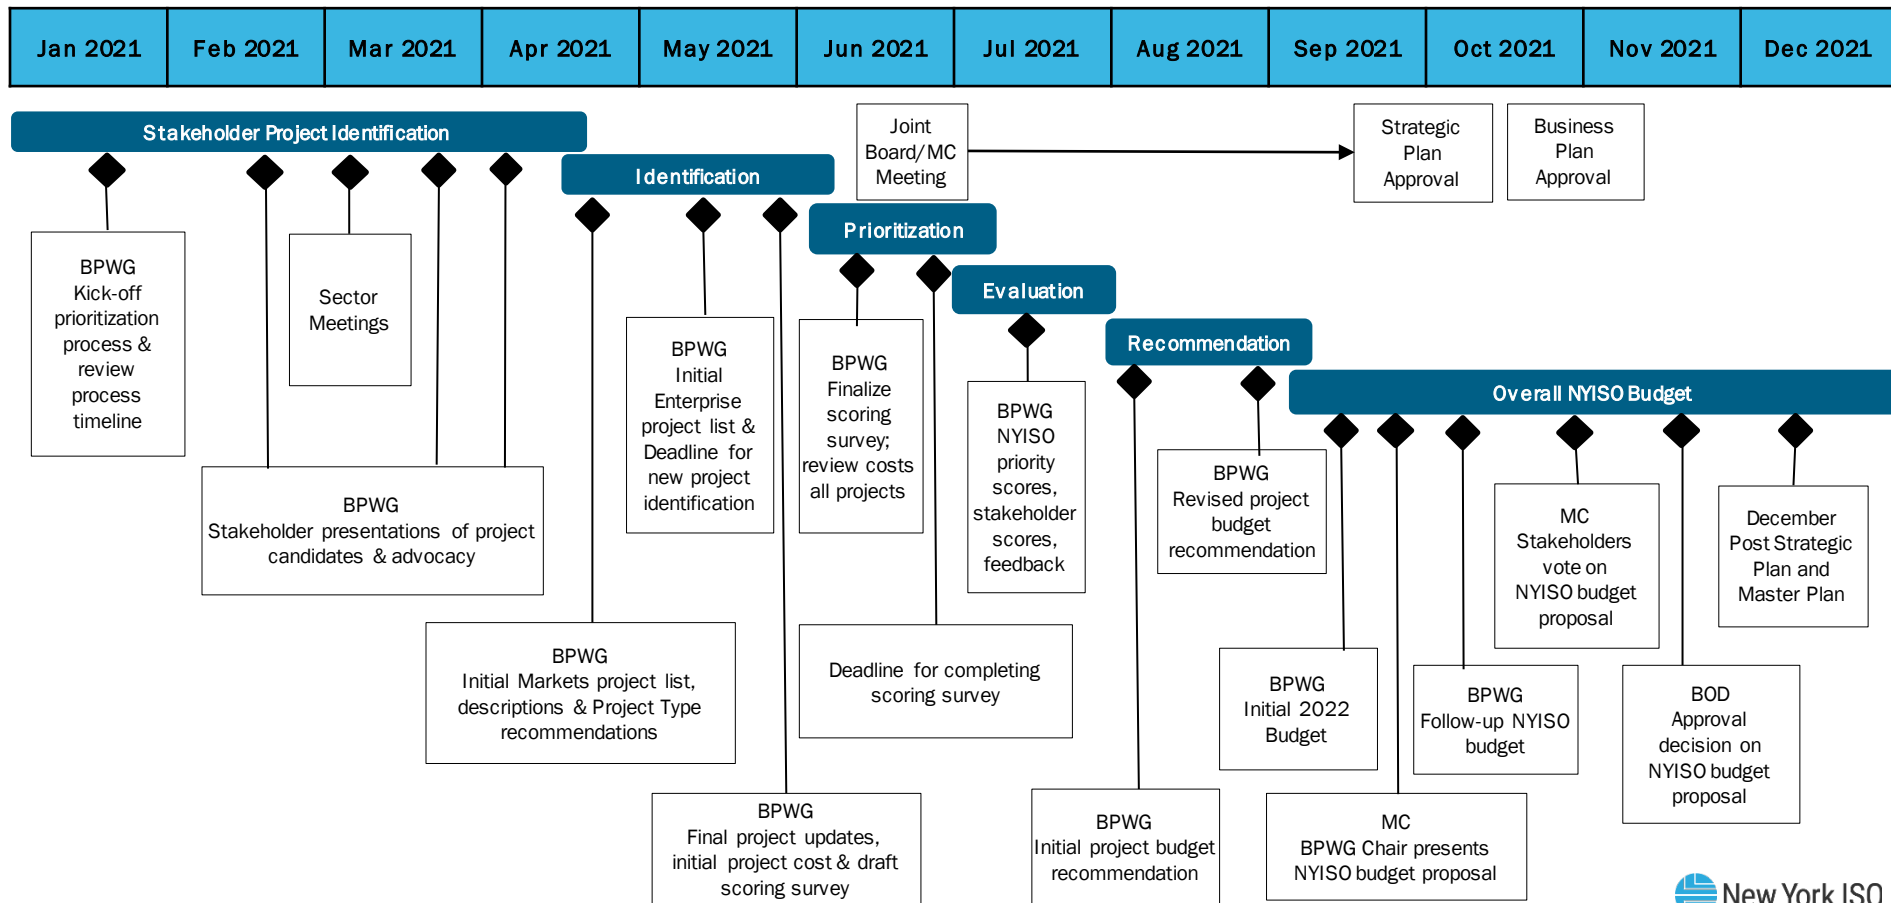 Jan 2021
Feb 2021
Mar 2021
Apr 2021
May 2021
Jun 2021
Jul 2021
Aug 2021
Sep 2021
Oct 2021
Nov 2021
Dec 2021
Stakeholder Project Identification
Identification
Prioritization
Evaluation
Recommendation
Overall NYISO Budget
Joint
Board/MC
Meeting
Strategic
Plan
Approval
Business
Plan
Approval
BPWG
Kick-off
prioritization
process &
review
process
timeline
Sector
Meetings
BPWG
Stakeholder presentations of project
candidates & advocacy
BPWG
Initial Markets project list,
descriptions & Project Type
recommendations
BPWG
Initial
Enterprise
project list &
Deadline for
new project
identification
BPWG
Final project updates,
initial project cost & draft
scoring survey
BPWG
Finalize
scoring
survey;
review costs
all projects
Deadline for completing
scoring survey
BPWG
NYISO
priority
scores,
stakeholder
scores,
feedback
BPWG
Initial project budget
recommendation
BPWG
Revised project
budget
recommendation
BPWG
Initial 2022
Budget
MC
BPWG Chair presents
NYISO budget proposal
BPWG
Follow-up NYISO
budget
MC
Stakeholders
vote on
NYISO budget
proposal
BOD
Approval
decision on
NYISO budget
proposal
December
Post Strategic
Plan and
Master Plan
New York ISO